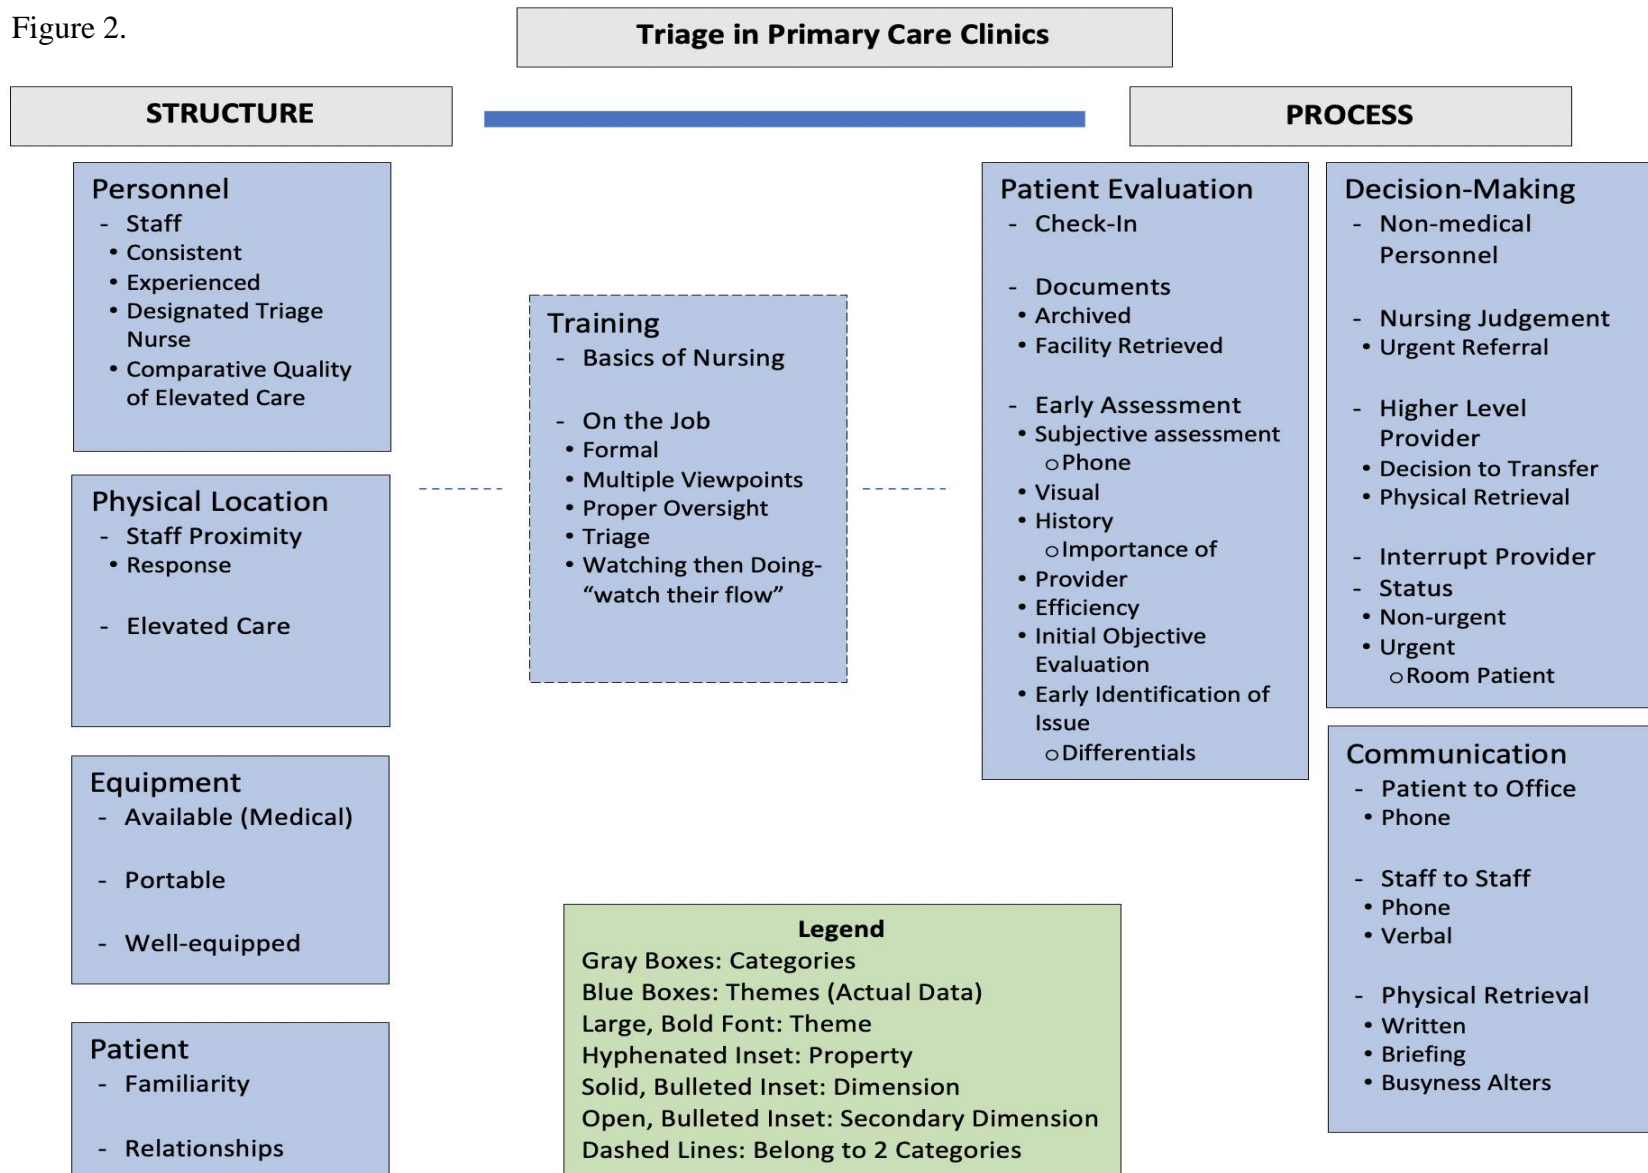 Figure 2.
Triage in Primary Care Clinics
STRUCTURE
PROCESS
Personnel
- Staff
• Consistent
• Experienced
• Designated Triage
Nurse
• Comparative Quality
of Elevated Care
Physical Location
- Staff Proximity
• Response
- Elevated Care
Equipment
- Available (Medical)
- Portable
- Well-equipped
Patient
- Familiarity
- Relationships
Training
- Basics of Nursing
- On the Job
• Formal
• Multiple Viewpoints
• Proper Oversight
• Triage
• Watching then Doing-
“watch their flow”
Patient Evaluation
- Check-In
- Documents
• Archived
• Facility Retrieved
- Early Assessment
• Subjective assessment
o Phone
• Visual
• History
o Importance of
• Provider
• Efficiency
• Initial Objective
Evaluation
• Early Identification of
Issue
o Differentials
Decision-Making
- Non-medical
Personnel
- Nursing Judgement
• Urgent Referral
- Higher Level
Provider
• Decision to Transfer
• Physical Retrieval
- Interrupt Provider
- Status
• Non-urgent
• Urgent
o Room Patient
Communication
- Patient to Office
• Phone
- Staff to Staff
• Phone
• Verbal
- Physical Retrieval
• Written
• Briefing
• Busyness Alters
Legend
Gray Boxes: Categories
Blue Boxes: Themes (Actual Data)
Large, Bold Font: Theme
Hyphenated Inset: Property
Solid, Bulleted Inset: Dimension
Open, Bulleted Inset: Secondary Dimension
Dashed Lines: Belong to 2 Categories